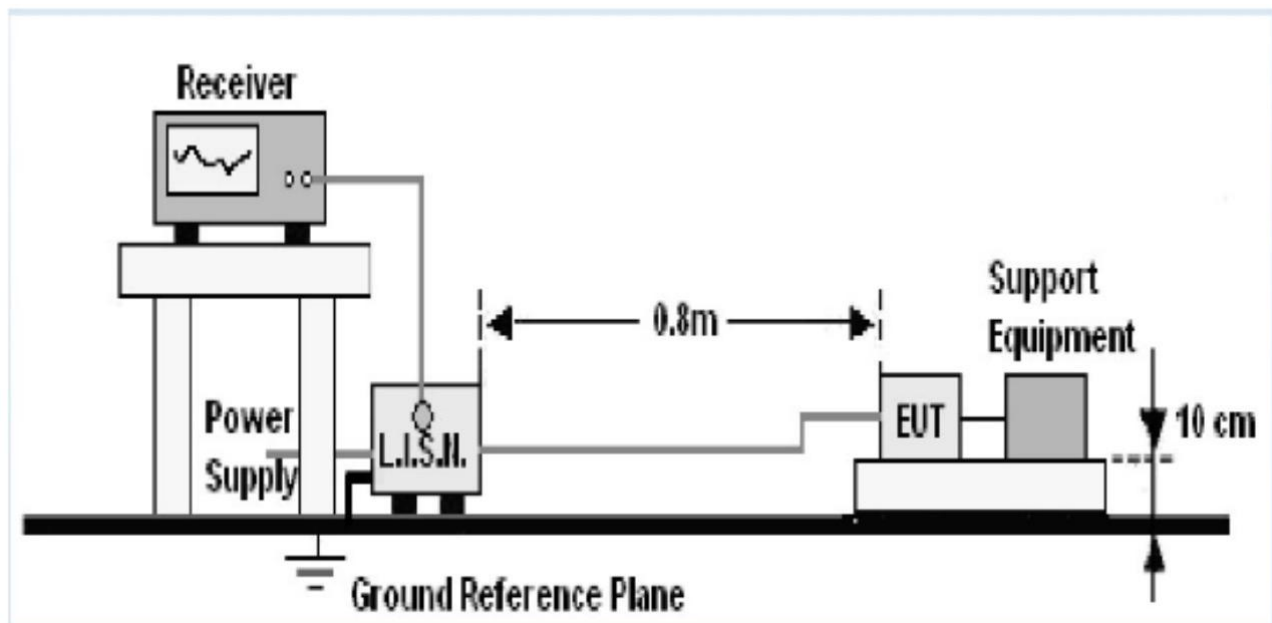 Receiver
0.8m
Support
Equipment
Power
Supply
L.I.S.N.
EUT
10 cm
Ground Reference Plane